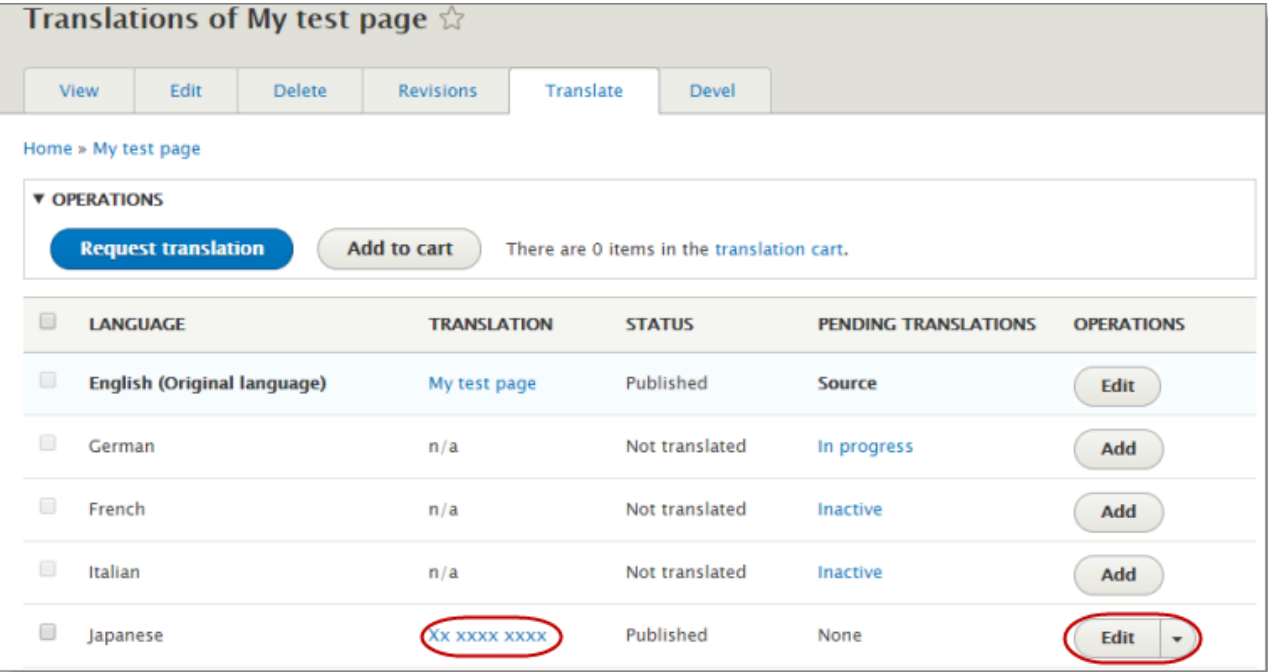 Translations of My test page
View Edit Delete Revisions Translate Devel
Home » My test page
▼ OPERATIONS
Request translation Add to cart There are 0 items in the translation cart.
LANGUAGE TRANSLATION STATUS PENDING TRANSLATIONS OPERATIONS
English (Original language) My test page Published Source Edit
German n/a Not translated In progress Add
French n/a Not translated Inactive Add
Italian n/a Not translated Inactive Add
Japanese Xx xxxx xxxx Published None Edit